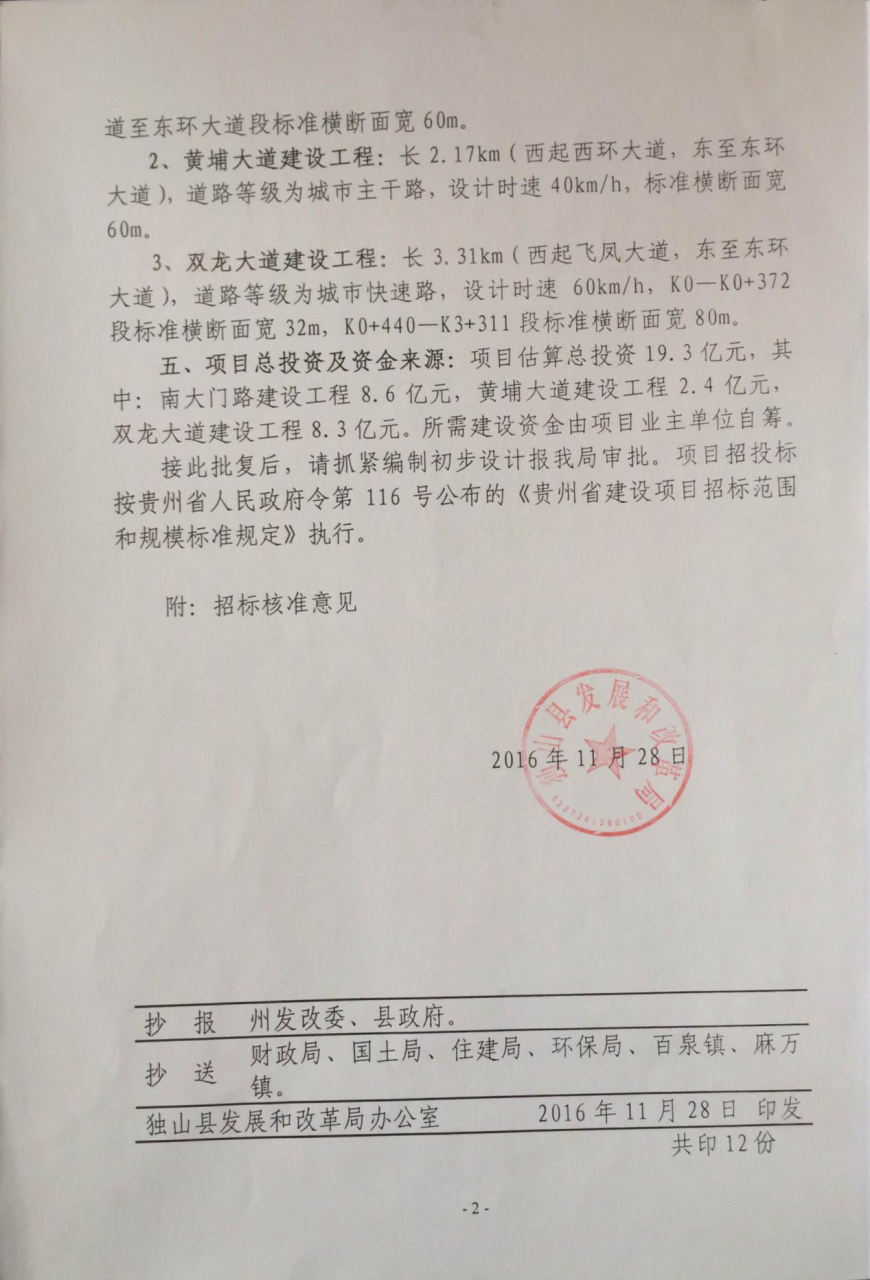 道至东环大道段标准横断面宽 60m。
2、黄埔大道建设工程：长 2.17km（西起西环大道，东至东环
大道），道路等级为城市主干路，设计时速 40km/h，标准横断面宽
60m。
3、双龙大道建设工程：长 3.31km（西起飞凤大道，东至东环
大道），道路等级为城市快速路，设计时速 60km/h，K0—K0+372
段标准横断面宽 32m，K0+440—K3+311 段标准横断面宽 80m。
五、项目总投资及资金来源：项目估算总投资 19.3 亿元，其
中：南大门路建设工程 8.6 亿元，黄埔大道建设工程 2.4 亿元，
双龙大道建设工程 8.3 亿元。所需建设资金由项目业主单位自筹。
接此批复后，请抓紧编制初步设计报我局审批。项目招投标
按贵州省人民政府令第 116 号公布的《贵州省建设项目招标范围
和规模标准规定》执行。
附：招标核准意见
独山县发展和改革局
2016 年 11 月 28 日
5227261280100
抄 报 州发改委、县政府。
抄 送 财政局、国土局、住建局、环保局、百泉镇、麻万
镇。
独山县发展和改革局办公室 2016 年 11 月 28 日 印发
共印 12 份
- 2 -